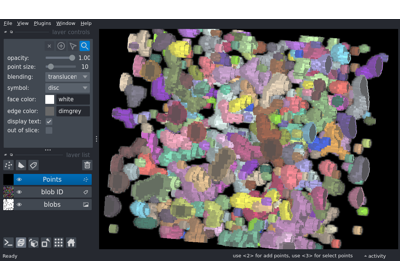 File View Plugins Window Help
layer controls
opacity: 1.00
point size: 10
blending: translucen
symbol: disc
face color: white
edge color: dimgrey
display text:
out of slice:
layer list
Points
blob ID
blobs
use <2> for add points, use <3> for select points
activity